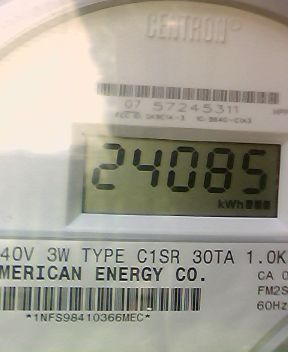 CENTRON®
07 57245311
24085
kWh
40V 3W TYPE C1SR 30TA 1.0K
MERICAN ENERGY CO.
CA 0
FM2S
60Hz
*1NFS98410366MEC*